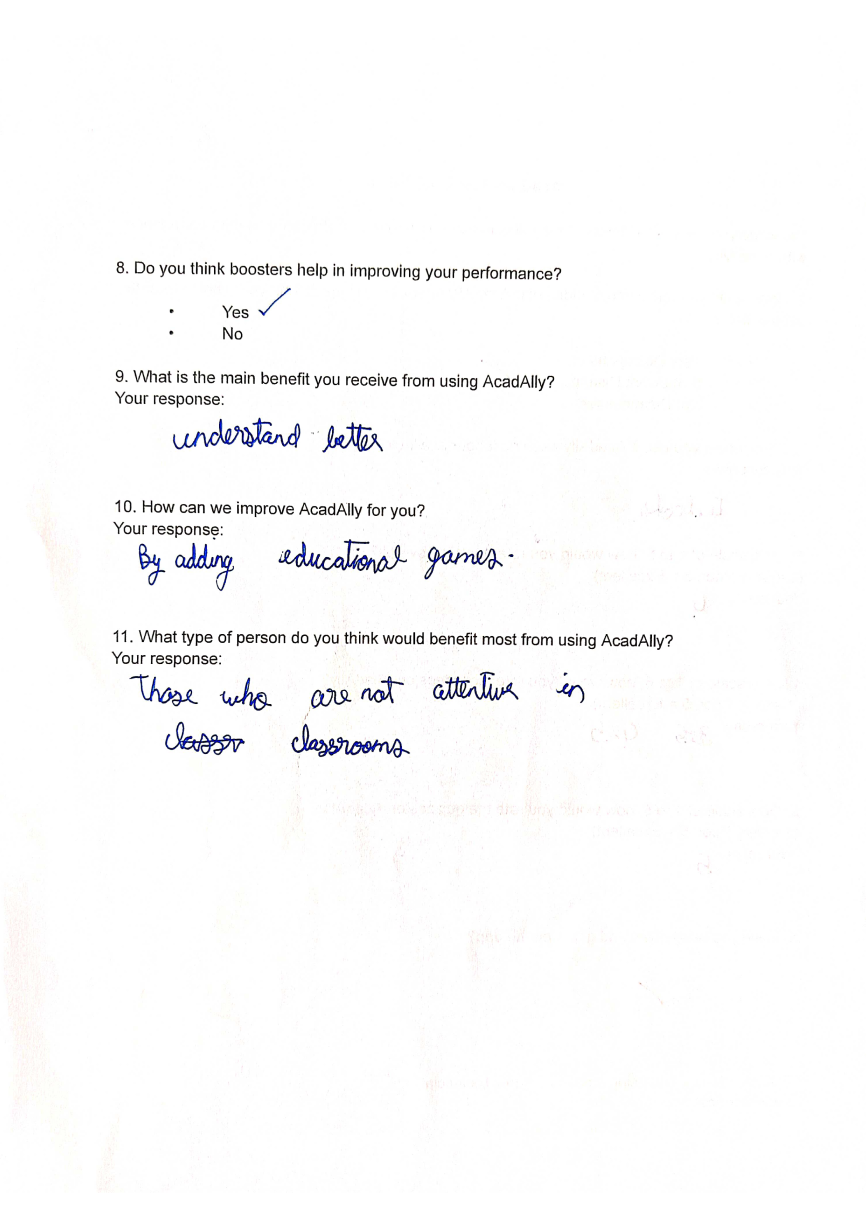 8. Do you think boosters help in improving your performance?
• Yes ✓
• No
9. What is the main benefit you receive from using AcadAlly?
Your response:
understand better
10. How can we improve AcadAlly for you?
Your response:
By adding educational games.
11. What type of person do you think would benefit most from using AcadAlly?
Your response:
Those who are not attentive in
classrooms